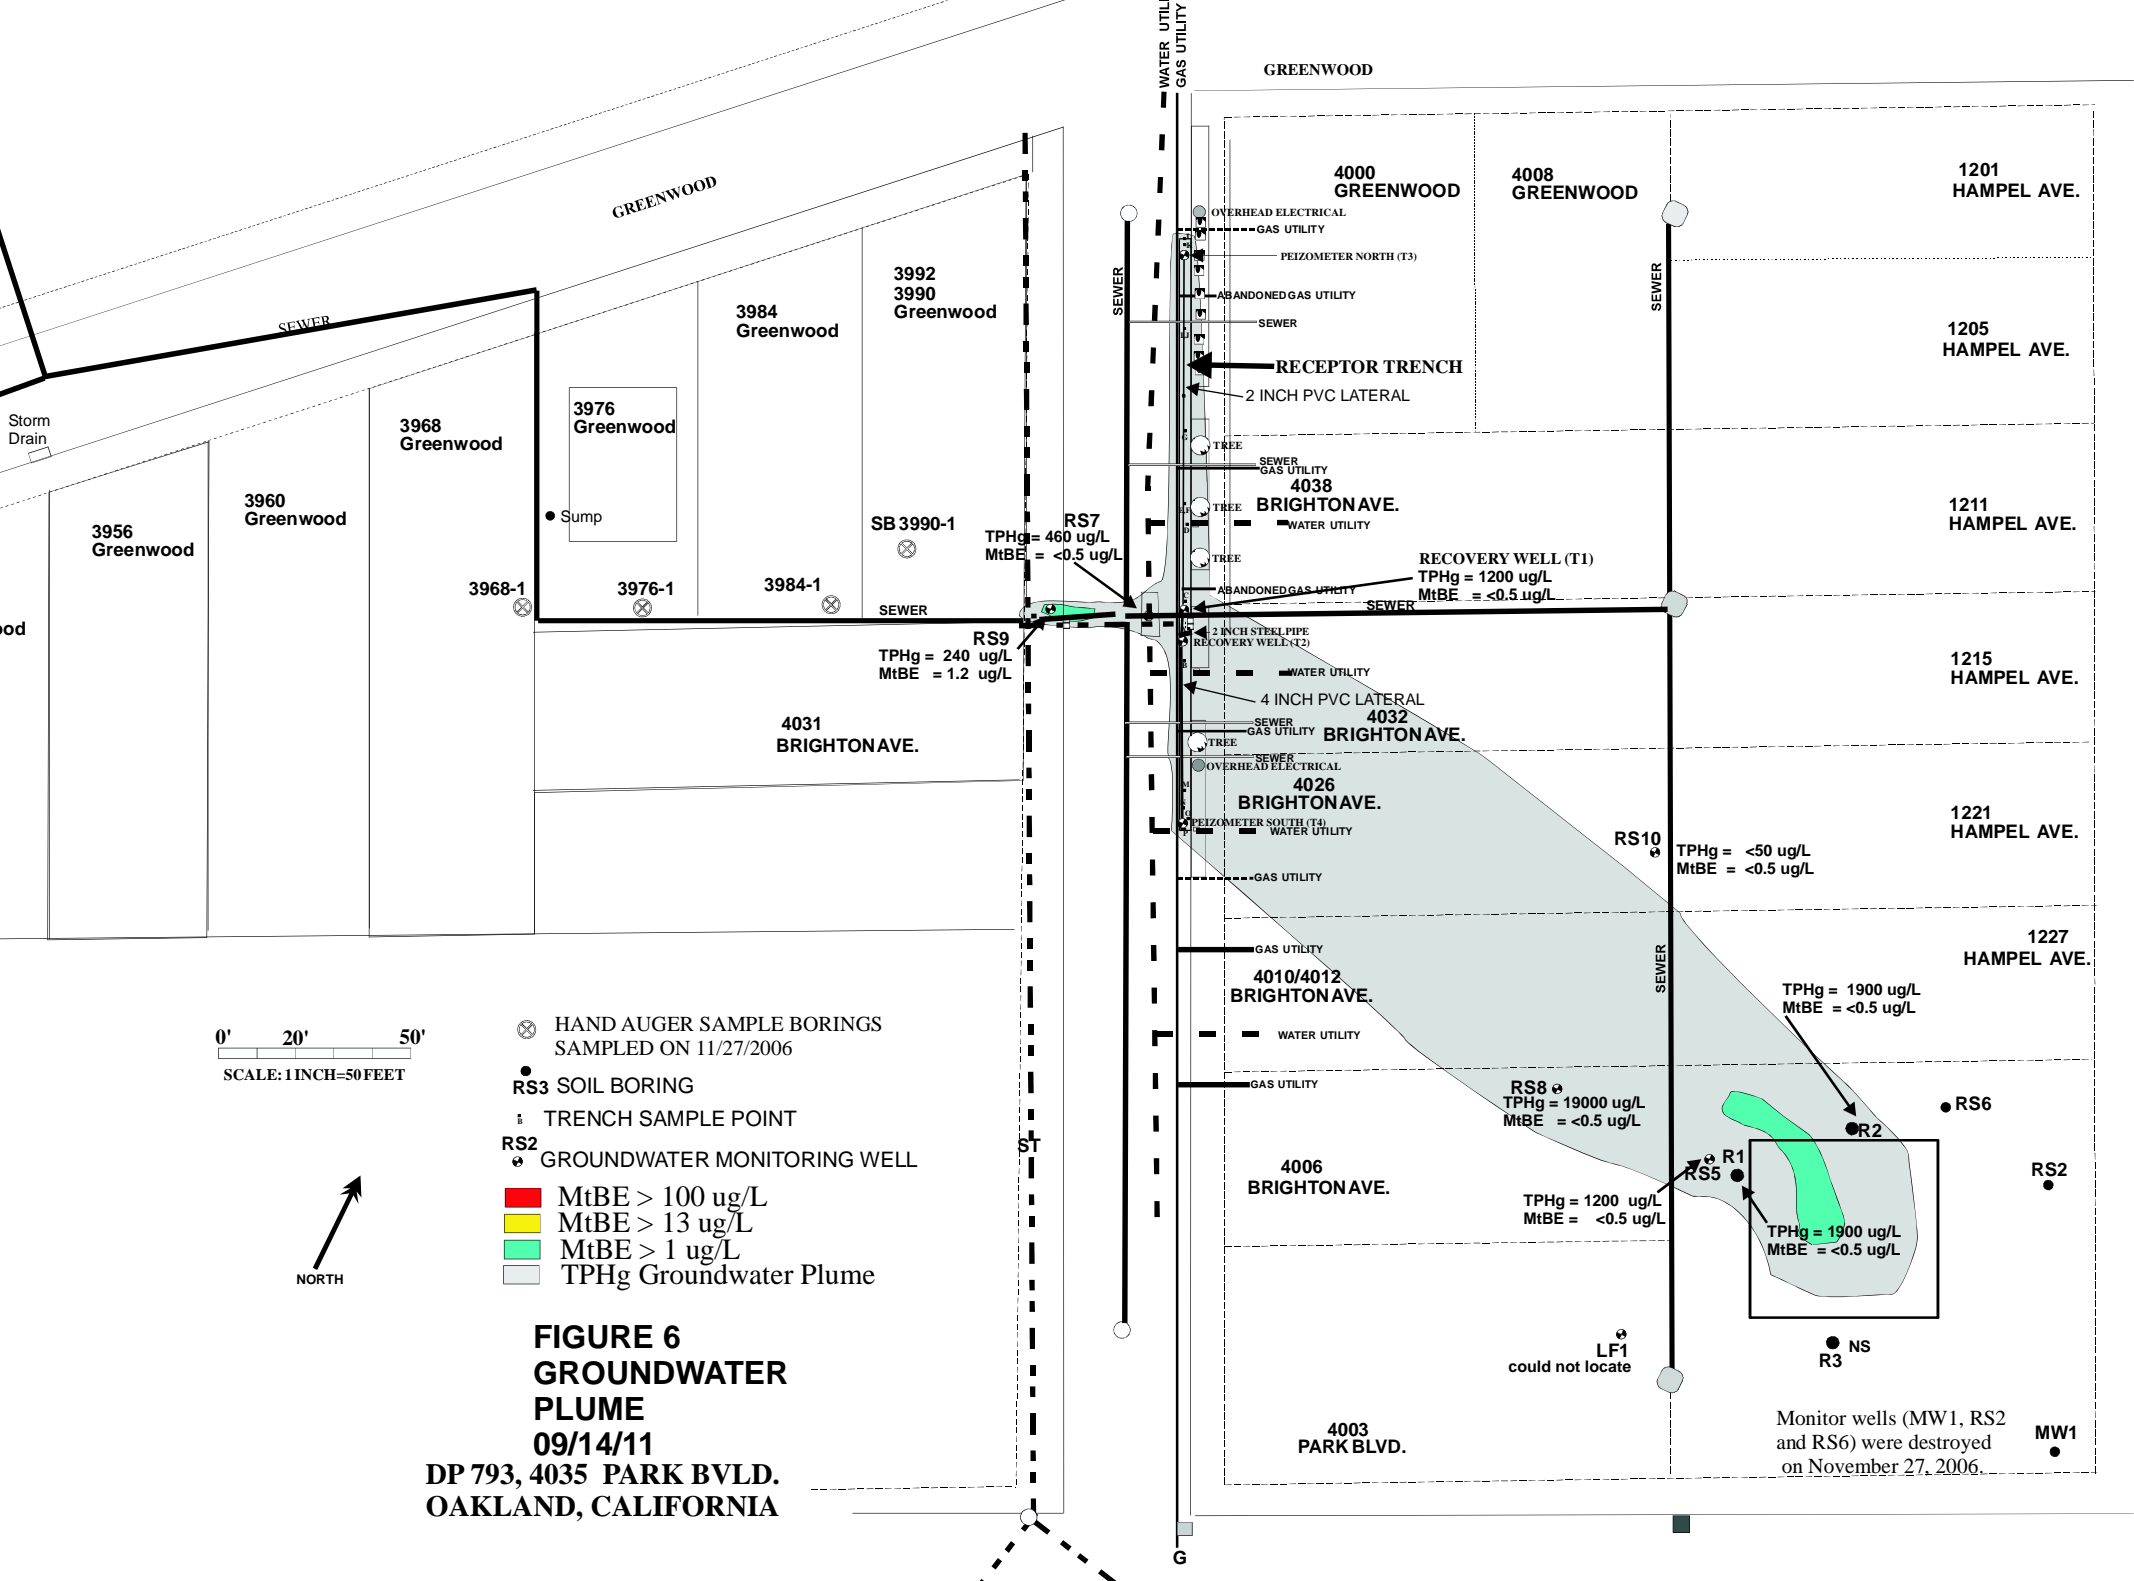 WATER UTILI
GAS UTILITY
GREENWOOD
GREENWOOD
4000
GREENWOOD
4008
GREENWOOD
1201
HAMPEL AVE.
OVERHEAD ELECTRICAL
GAS UTILITY
PEIZOMETER NORTH (T3)
SEWER
SEWER
3992
3990
Greenwood
3984
Greenwood
ABANDONED GAS UTILITY
SEWER
SEWER
1205
HAMPEL AVE.
RECEPTOR TRENCH
2 INCH PVC LATERAL
Storm
Drain
3976
Greenwood
3968
Greenwood
TREE
SEWER
GAS UTILITY
4038
BRIGHTON AVE.
TREE
WATER UTILITY
1211
HAMPEL AVE.
3960
Greenwood
3956
Greenwood
Sump
SB 3990-1
RS7
TPHg = 460 ug/L
MtBE = <0.5 ug/L
TREE
RECOVERY WELL (T1)
TPHg = 1200 ug/L
MtBE = <0.5 ug/L
3968-1
3976-1
3984-1
SEWER
ABANDONED GAS UTILITY
SEWER
ood
RS9
TPHg = 240 ug/L
MtBE = 1.2 ug/L
2 INCH STEEL PIPE
RECOVERY WELL (T2)
WATER UTILITY
1215
HAMPEL AVE.
4 INCH PVC LATERAL
4031
BRIGHTON AVE.
SEWER
GAS UTILITY
4032
BRIGHTON AVE.
TREE
SEWER
OVERHEAD ELECTRICAL
4026
BRIGHTON AVE.
PEIZOMETER SOUTH (T4)
WATER UTILITY
1221
HAMPEL AVE.
RS10
TPHg = <50 ug/L
MtBE = <0.5 ug/L
GAS UTILITY
GAS UTILITY
SEWER
1227
HAMPEL AVE.
4010/4012
BRIGHTON AVE.
TPHg = 1900 ug/L
MtBE = <0.5 ug/L
WATER UTILITY
GAS UTILITY
RS8
TPHg = 19000 ug/L
MtBE = <0.5 ug/L
RS6
R2
R1
RS5
RS2
4006
BRIGHTON AVE.
TPHg = 1200 ug/L
MtBE = <0.5 ug/L
TPHg = 1900 ug/L
MtBE = <0.5 ug/L
0' 20' 50'
SCALE: 1 INCH=50 FEET
NORTH
HAND AUGER SAMPLE BORINGS
SAMPLED ON 11/27/2006
RS3 SOIL BORING
B TRENCH SAMPLE POINT
RS2
GROUNDWATER MONITORING WELL
ST
MtBE > 100 ug/L
MtBE > 13 ug/L
MtBE > 1 ug/L
TPHg Groundwater Plume
LF1
could not locate
R3
NS
FIGURE 6
GROUNDWATER
PLUME
09/14/11
DP 793, 4035 PARK BVLD.
OAKLAND, CALIFORNIA
4003
PARK BLVD.
Monitor wells (MW1, RS2
and RS6) were destroyed
on November 27, 2006.
MW1
G